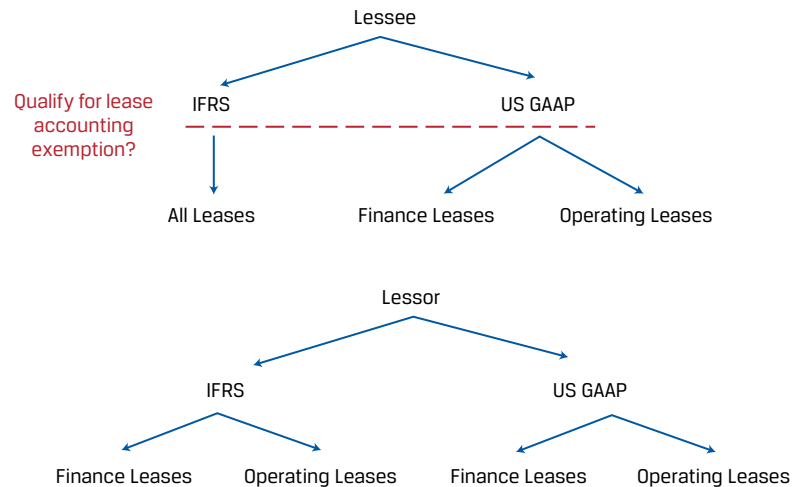 Lessee
Qualify for lease
accounting
exemption?
IFRS
US GAAP
All Leases
Finance Leases
Operating Leases
Lessor
IFRS
US GAAP
Finance Leases
Operating Leases
Finance Leases
Operating Leases